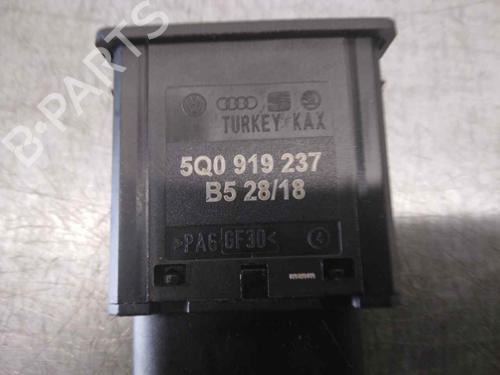 TURKEY KAX
5Q0 919 237
B5 28/18
>PA6 GF30<
B-PARTS